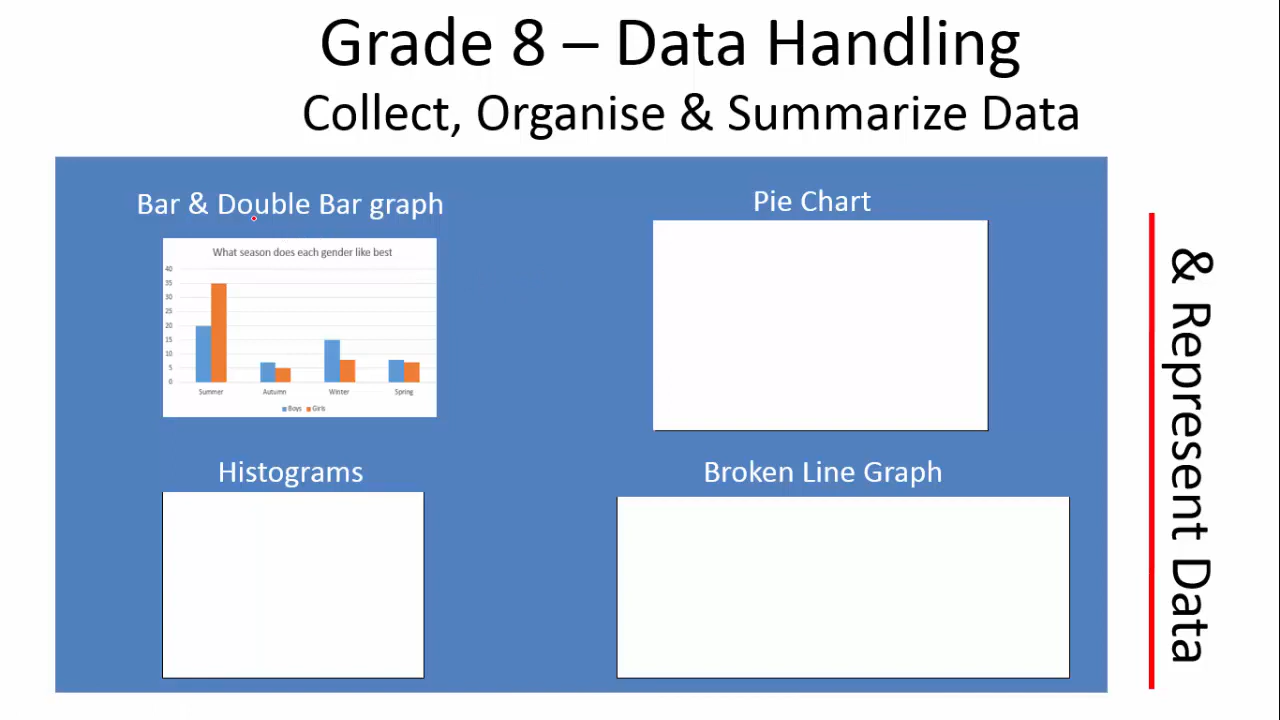 Grade 8 – Data Handling
Collect, Organise & Summarize Data
Bar & Double Bar graph
What season does each gender like best
40
35
30
25
20
15
10
5
0
Summer Autumn Winter Spring
Boys Girls
Pie Chart
Histograms
Broken Line Graph
& Represent Data